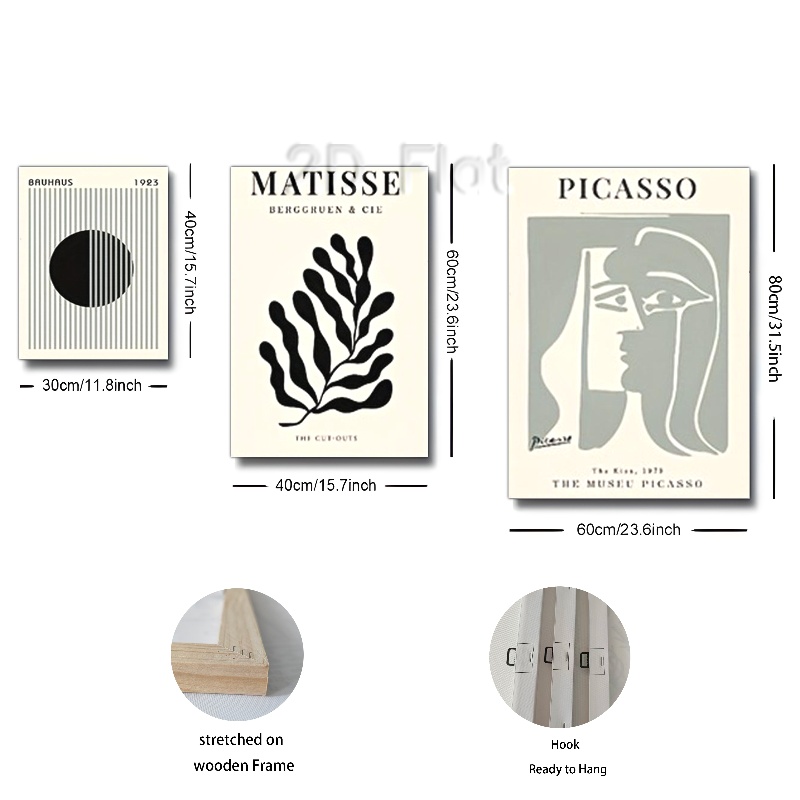 2D Flat
BAUHAUS 1923
40cm/15.7inch
30cm/11.8inch
MATISSE
BERGGRUEN & CIE
THE CUT-OUTS
60cm/23.6inch
40cm/15.7inch
PICASSO
Picasso
The Kiss, 1979
THE MUSEU PICASSO
80cm/31.5inch
60cm/23.6inch
stretched on
wooden Frame
Hook
Ready to Hang